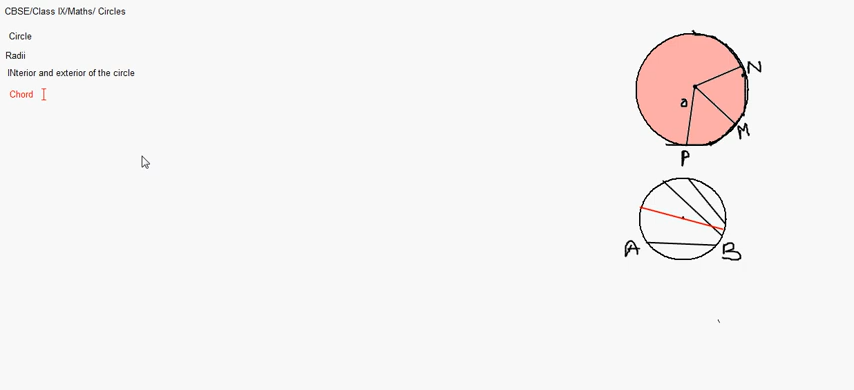 CBSE/Class IX/Maths/ Circles
Circle
Radii
INterior and exterior of the circle
Chord
N
a
M
P
A
B